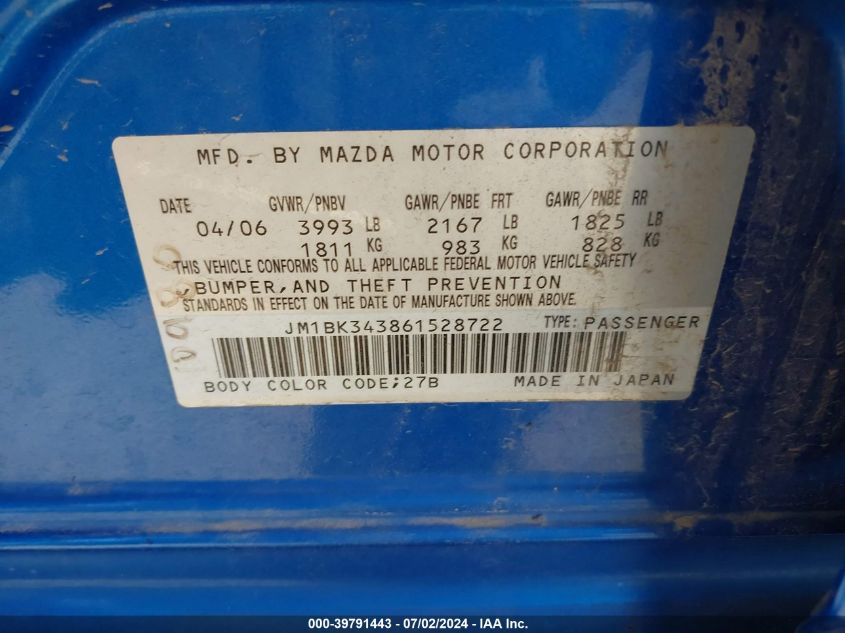 MFD. BY MAZDA MOTOR CORPORATION
DATE GVWR/PNBV GAWR/PNBE FRT GAWR/PNBE RR
04/06 3993 LB 2167 LB 1825 LB
1811 KG 983 KG 828 KG
THIS VEHICLE CONFORMS TO ALL APPLICABLE FEDERAL MOTOR VEHICLE SAFETY
,BUMPER,AND THEFT PREVENTION
STANDARDS IN EFFECT ON THE DATE OF MANUFACTURE SHOWN ABOVE.
JM1BK343861528722 TYPE: PASSENGER
BODY COLOR CODE;27B MADE IN JAPAN
000-39791443 - 07/02/2024 - IAA Inc.